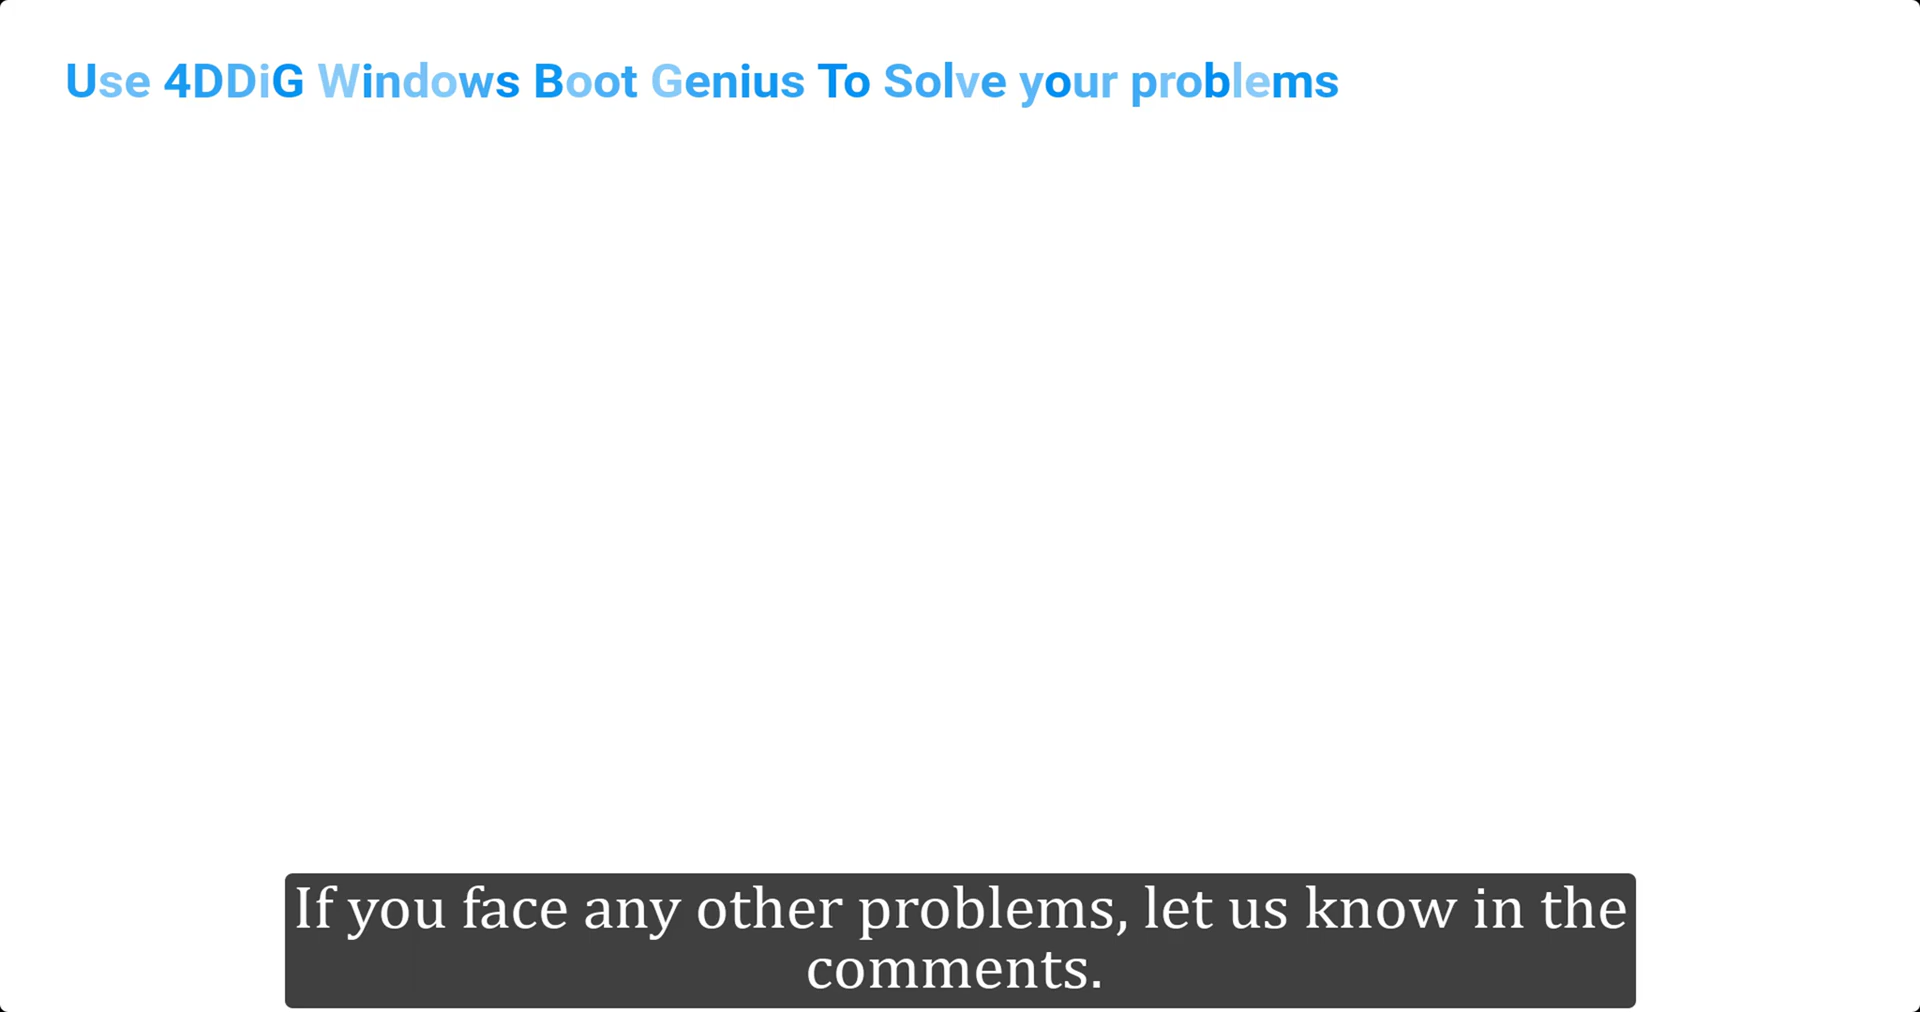 Use 4DDiG Windows Boot Genius To Solve your problems
If you face any other problems, let us know in the
comments.